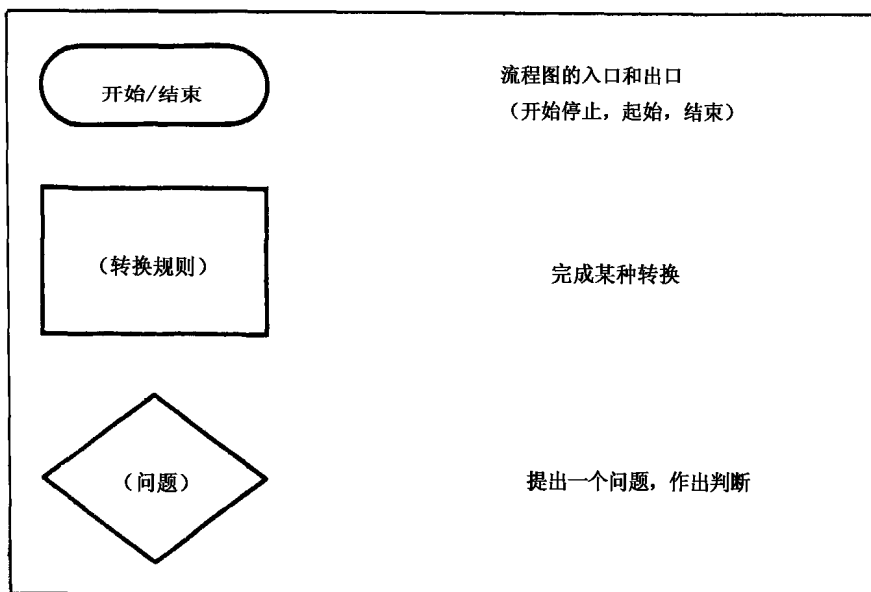 开始/结束
流程图的入口和出口
（开始停止，起始，结束）
（转换规则）
完成某种转换
（问题）
提出一个问题，作出判断